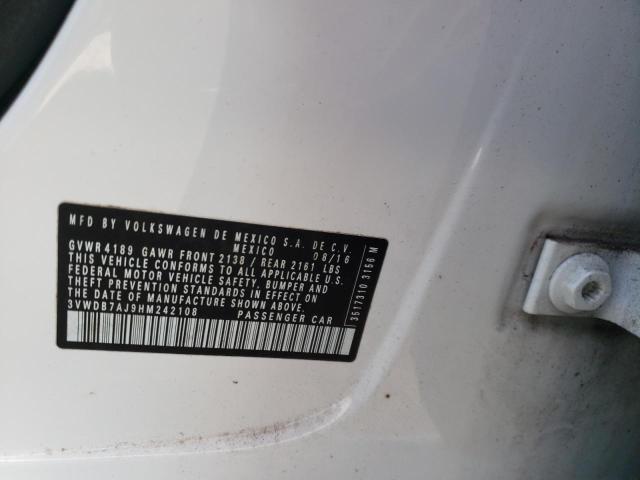 MFD BY VOLKSWAGEN DE MEXICO S.A. DE C.V.
MEXICO 08/16
GVWR 4189 GAWR FRONT 2138 / REAR 2161 LBS
THIS VEHICLE CONFORMS TO ALL APPLICABLE U.S.
FEDERAL MOTOR VEHICLE SAFETY, BUMPER AND
THEFT PREVENTION STANDARDS IN EFFECT ON
THE DATE OF MANUFACTURE SHOWN ABOVE.
3VWDB7AJ9HM242108 PASSENGER CAR
3517310 3156 M